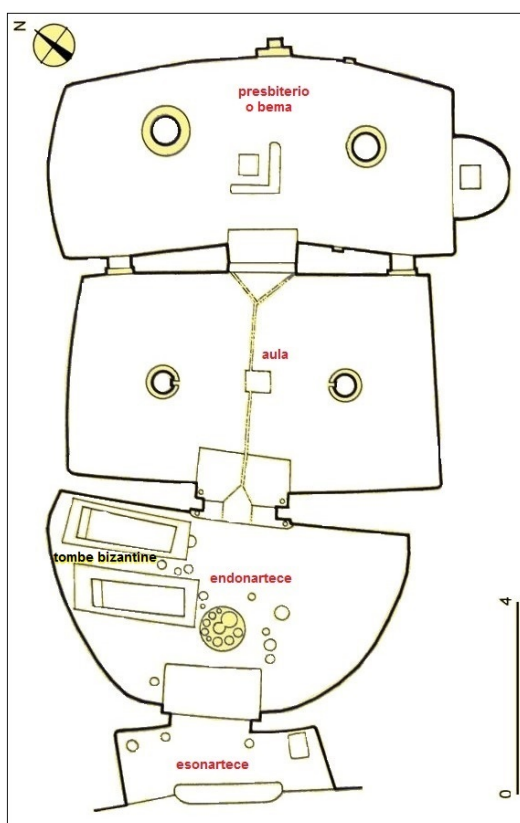 N
presbiterio
o bema
aula
tombe bizantine
endonartece
esonartece
4
0